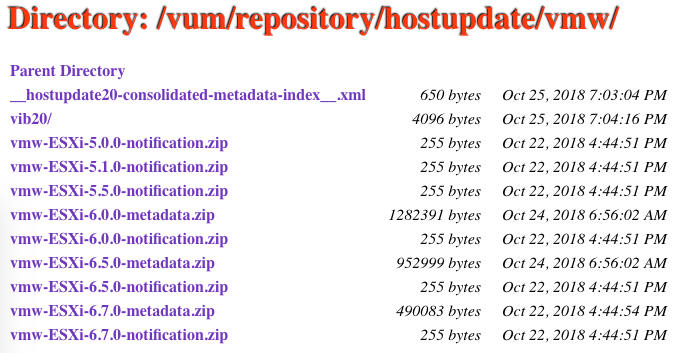 Directory: /vum/repository/hostupdate/vmw/
Parent Directory
__hostupdate20-consolidated-metadata-index__.xml 650 bytes Oct 25, 2018 7:03:04 PM
vib20/ 4096 bytes Oct 25, 2018 7:04:16 PM
vmw-ESXi-5.0.0-notification.zip 255 bytes Oct 22, 2018 4:44:51 PM
vmw-ESXi-5.1.0-notification.zip 255 bytes Oct 22, 2018 4:44:51 PM
vmw-ESXi-5.5.0-notification.zip 255 bytes Oct 22, 2018 4:44:51 PM
vmw-ESXi-6.0.0-metadata.zip 1282391 bytes Oct 24, 2018 6:56:02 AM
vmw-ESXi-6.0.0-notification.zip 255 bytes Oct 22, 2018 4:44:51 PM
vmw-ESXi-6.5.0-metadata.zip 952999 bytes Oct 24, 2018 6:56:02 AM
vmw-ESXi-6.5.0-notification.zip 255 bytes Oct 22, 2018 4:44:51 PM
vmw-ESXi-6.7.0-metadata.zip 490083 bytes Oct 22, 2018 4:44:54 PM
vmw-ESXi-6.7.0-notification.zip 255 bytes Oct 22, 2018 4:44:51 PM